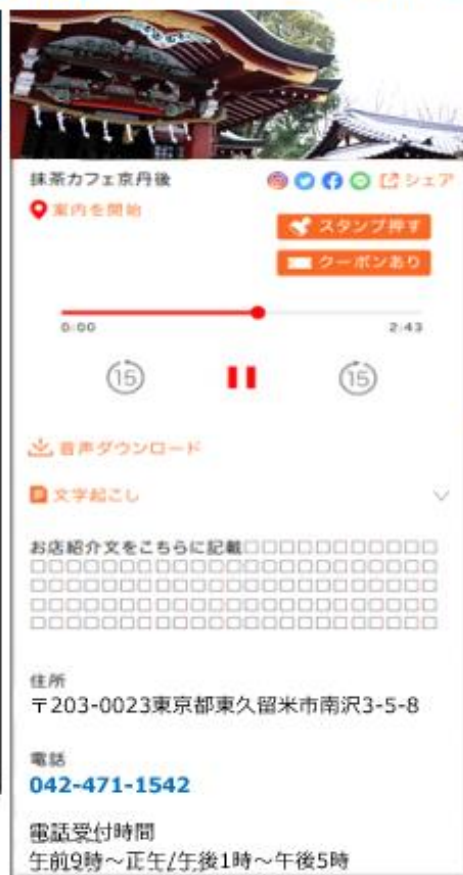 抹茶カフェ京丹後
シェア
案内を開始
スタンプ押す
クーポンあり
0:00
2:43
15
15
音声ダウンロード
文字起こし
お店紹介文をこちらに記載□□□□□□□□□□□
□□□□□□□□□□□□□□□□□□□□□□□
□□□□□□□□□□□□□□□□□□□□□□□
□□□□□□□□□□□□□□□□□□□□□□□
□□□□□□□□□□□□□□□□□□□□□□□
住所
〒203-0023東京都東久留米市南沢3-5-8
電話
042-471-1542
電話受付時間
午前9時～正午/午後1時～午後5時